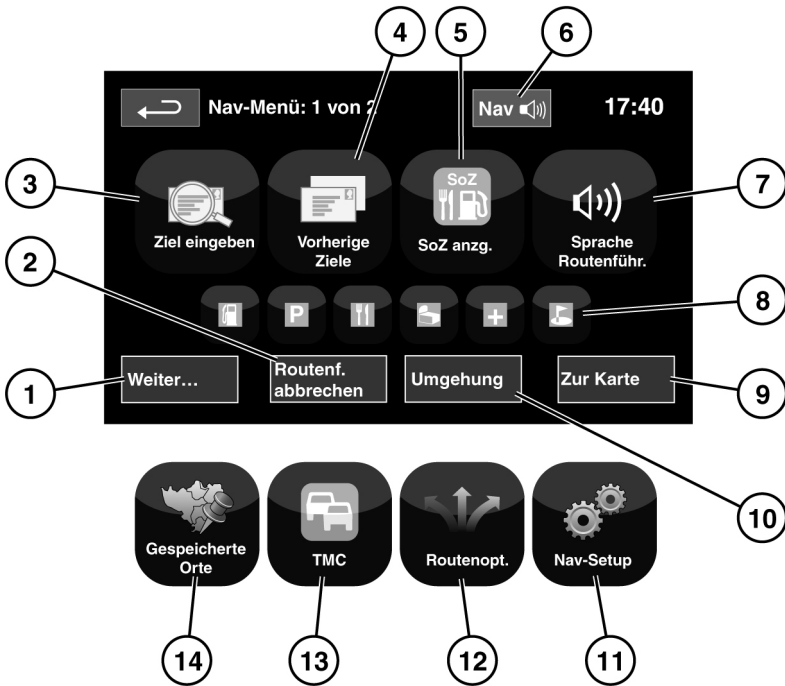 4
5
6
Nav-Menü: 1 von 2
Nav
17:40
3
SoZ
7
Ziel eingeben
Vorherige
Ziele
SoZ anzg.
Sprache
Routenführ.
2
P
8
1
Weiter...
Routenf.
abbrechen
Umgehung
Zur Karte
9
10
Gespeicherte
Orte
TMC
Routenopt.
Nav-Setup
14
13
12
11